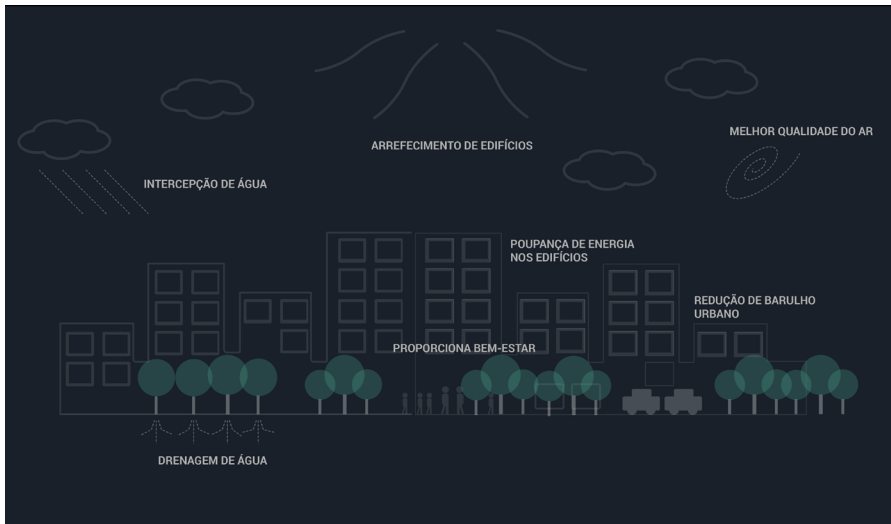 MELHOR QUALIDADE DO AR
ARREFECIMENTO DE EDIFÍCIOS
INTERCEPÇÃO DE ÁGUA
POUPANÇA DE ENERGIA
NOS EDIFÍCIOS
REDUÇÃO DE BARULHO
URBANO
PROPORCIONA BEM-ESTAR
DRENAGEM DE ÁGUA